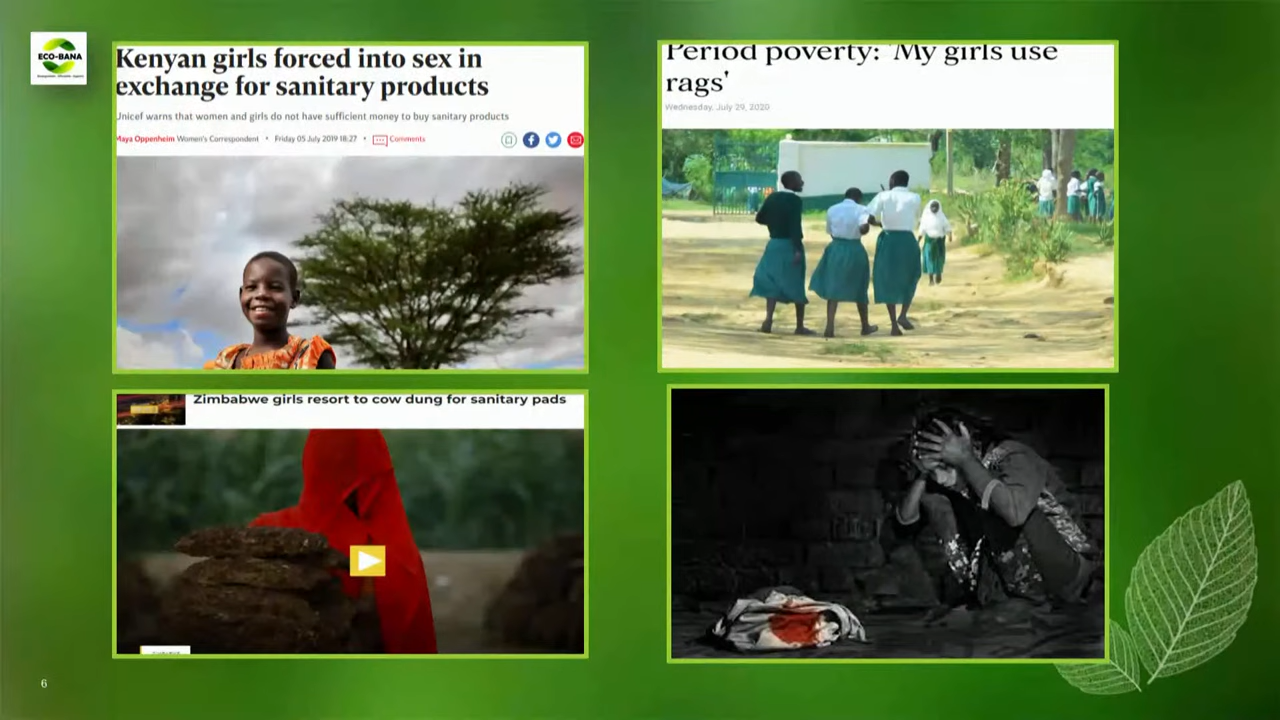 ECO-BANA
Kenyan girls forced into sex in
exchange for sanitary products
Unicef warns that women and girls do not have sufficient money to buy sanitary products
Maya Oppenheim Women's Correspondent • Friday 05 July 2019 18:27 • Comments
Period poverty: 'My girls use
rags'
Wednesday, July 29, 2020
Zimbabwe girls resort to cow dung for sanitary pads
6